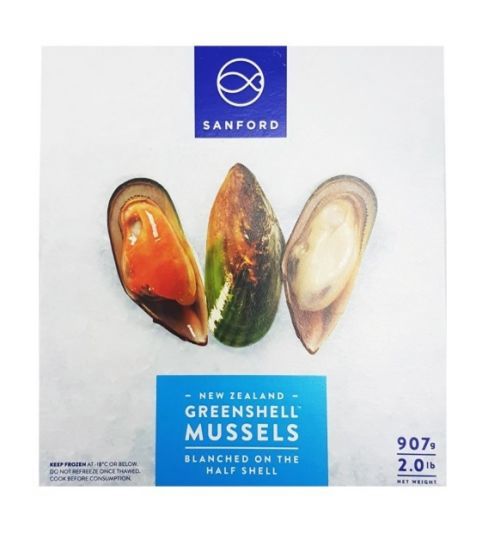 SANFORD
– NEW ZEALAND –
GREENSHELL™
MUSSELS
BLANCHED ON THE
HALF SHELL
KEEP FROZEN AT -18°C OR BELOW.
DO NOT REFREEZE ONCE THAWED.
COOK BEFORE CONSUMPTION.
907g
2.0lb
NET WEIGHT